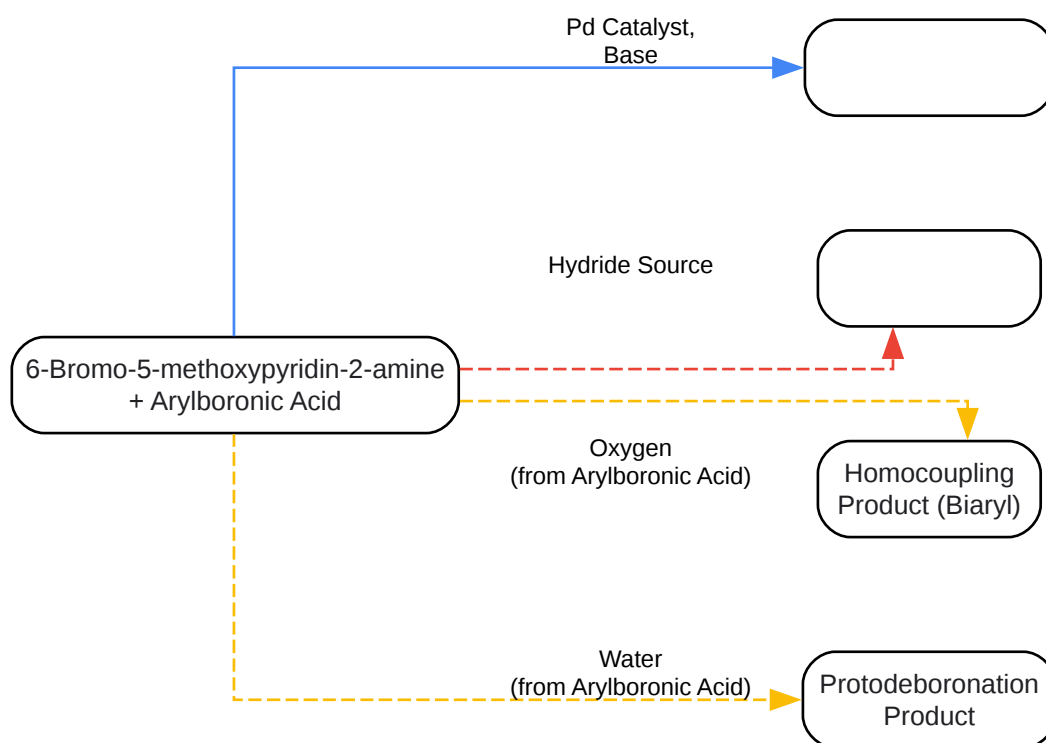 Pd Catalyst,
Base
Hydride Source
6-Bromo-5-methoxypyridin-2-amine
+ Arylboronic Acid
Oxygen
(from Arylboronic Acid)
Homocoupling
Product (Biaryl)
Water
(from Arylboronic Acid)
Protodeboronation
Product